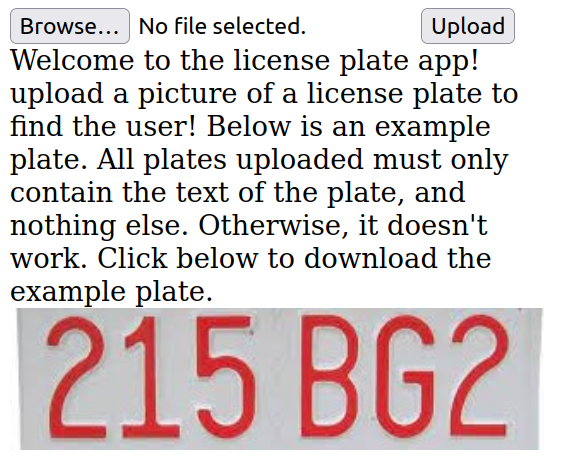 Browse... No file selected. Upload
Welcome to the license plate app!
upload a picture of a license plate to
find the user! Below is an example
plate. All plates uploaded must only
contain the text of the plate, and
nothing else. Otherwise, it doesn't
work. Click below to download the
example plate.
215 BG2